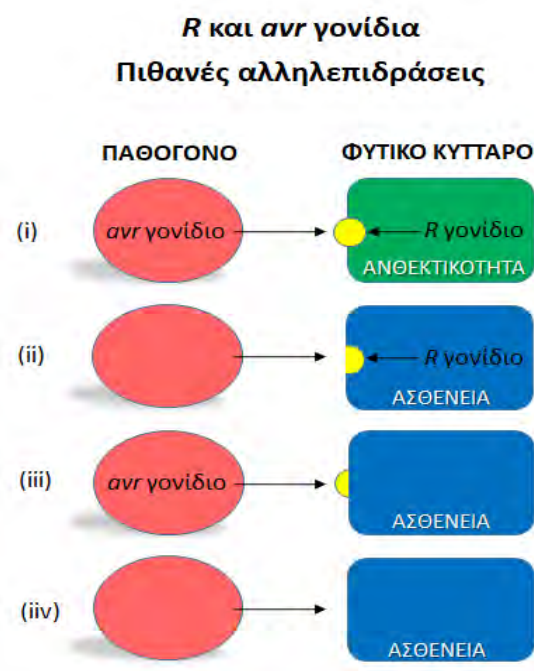 R και avr γονίδια
Πιθανές αλληλεπιδράσεις
ΠΑΘΟΓΟΝΟ ΦΥΤΙΚΟ ΚΥΤΤΑΡΟ
(i) avr γονίδιο R γονίδιο
ΑΝΘΕΚΤΙΚΟΤΗΤΑ
(ii) R γονίδιο
ΑΣΘΕΝΕΙΑ
(iii) avr γονίδιο
ΑΣΘΕΝΕΙΑ
(iiv)
ΑΣΘΕΝΕΙΑ